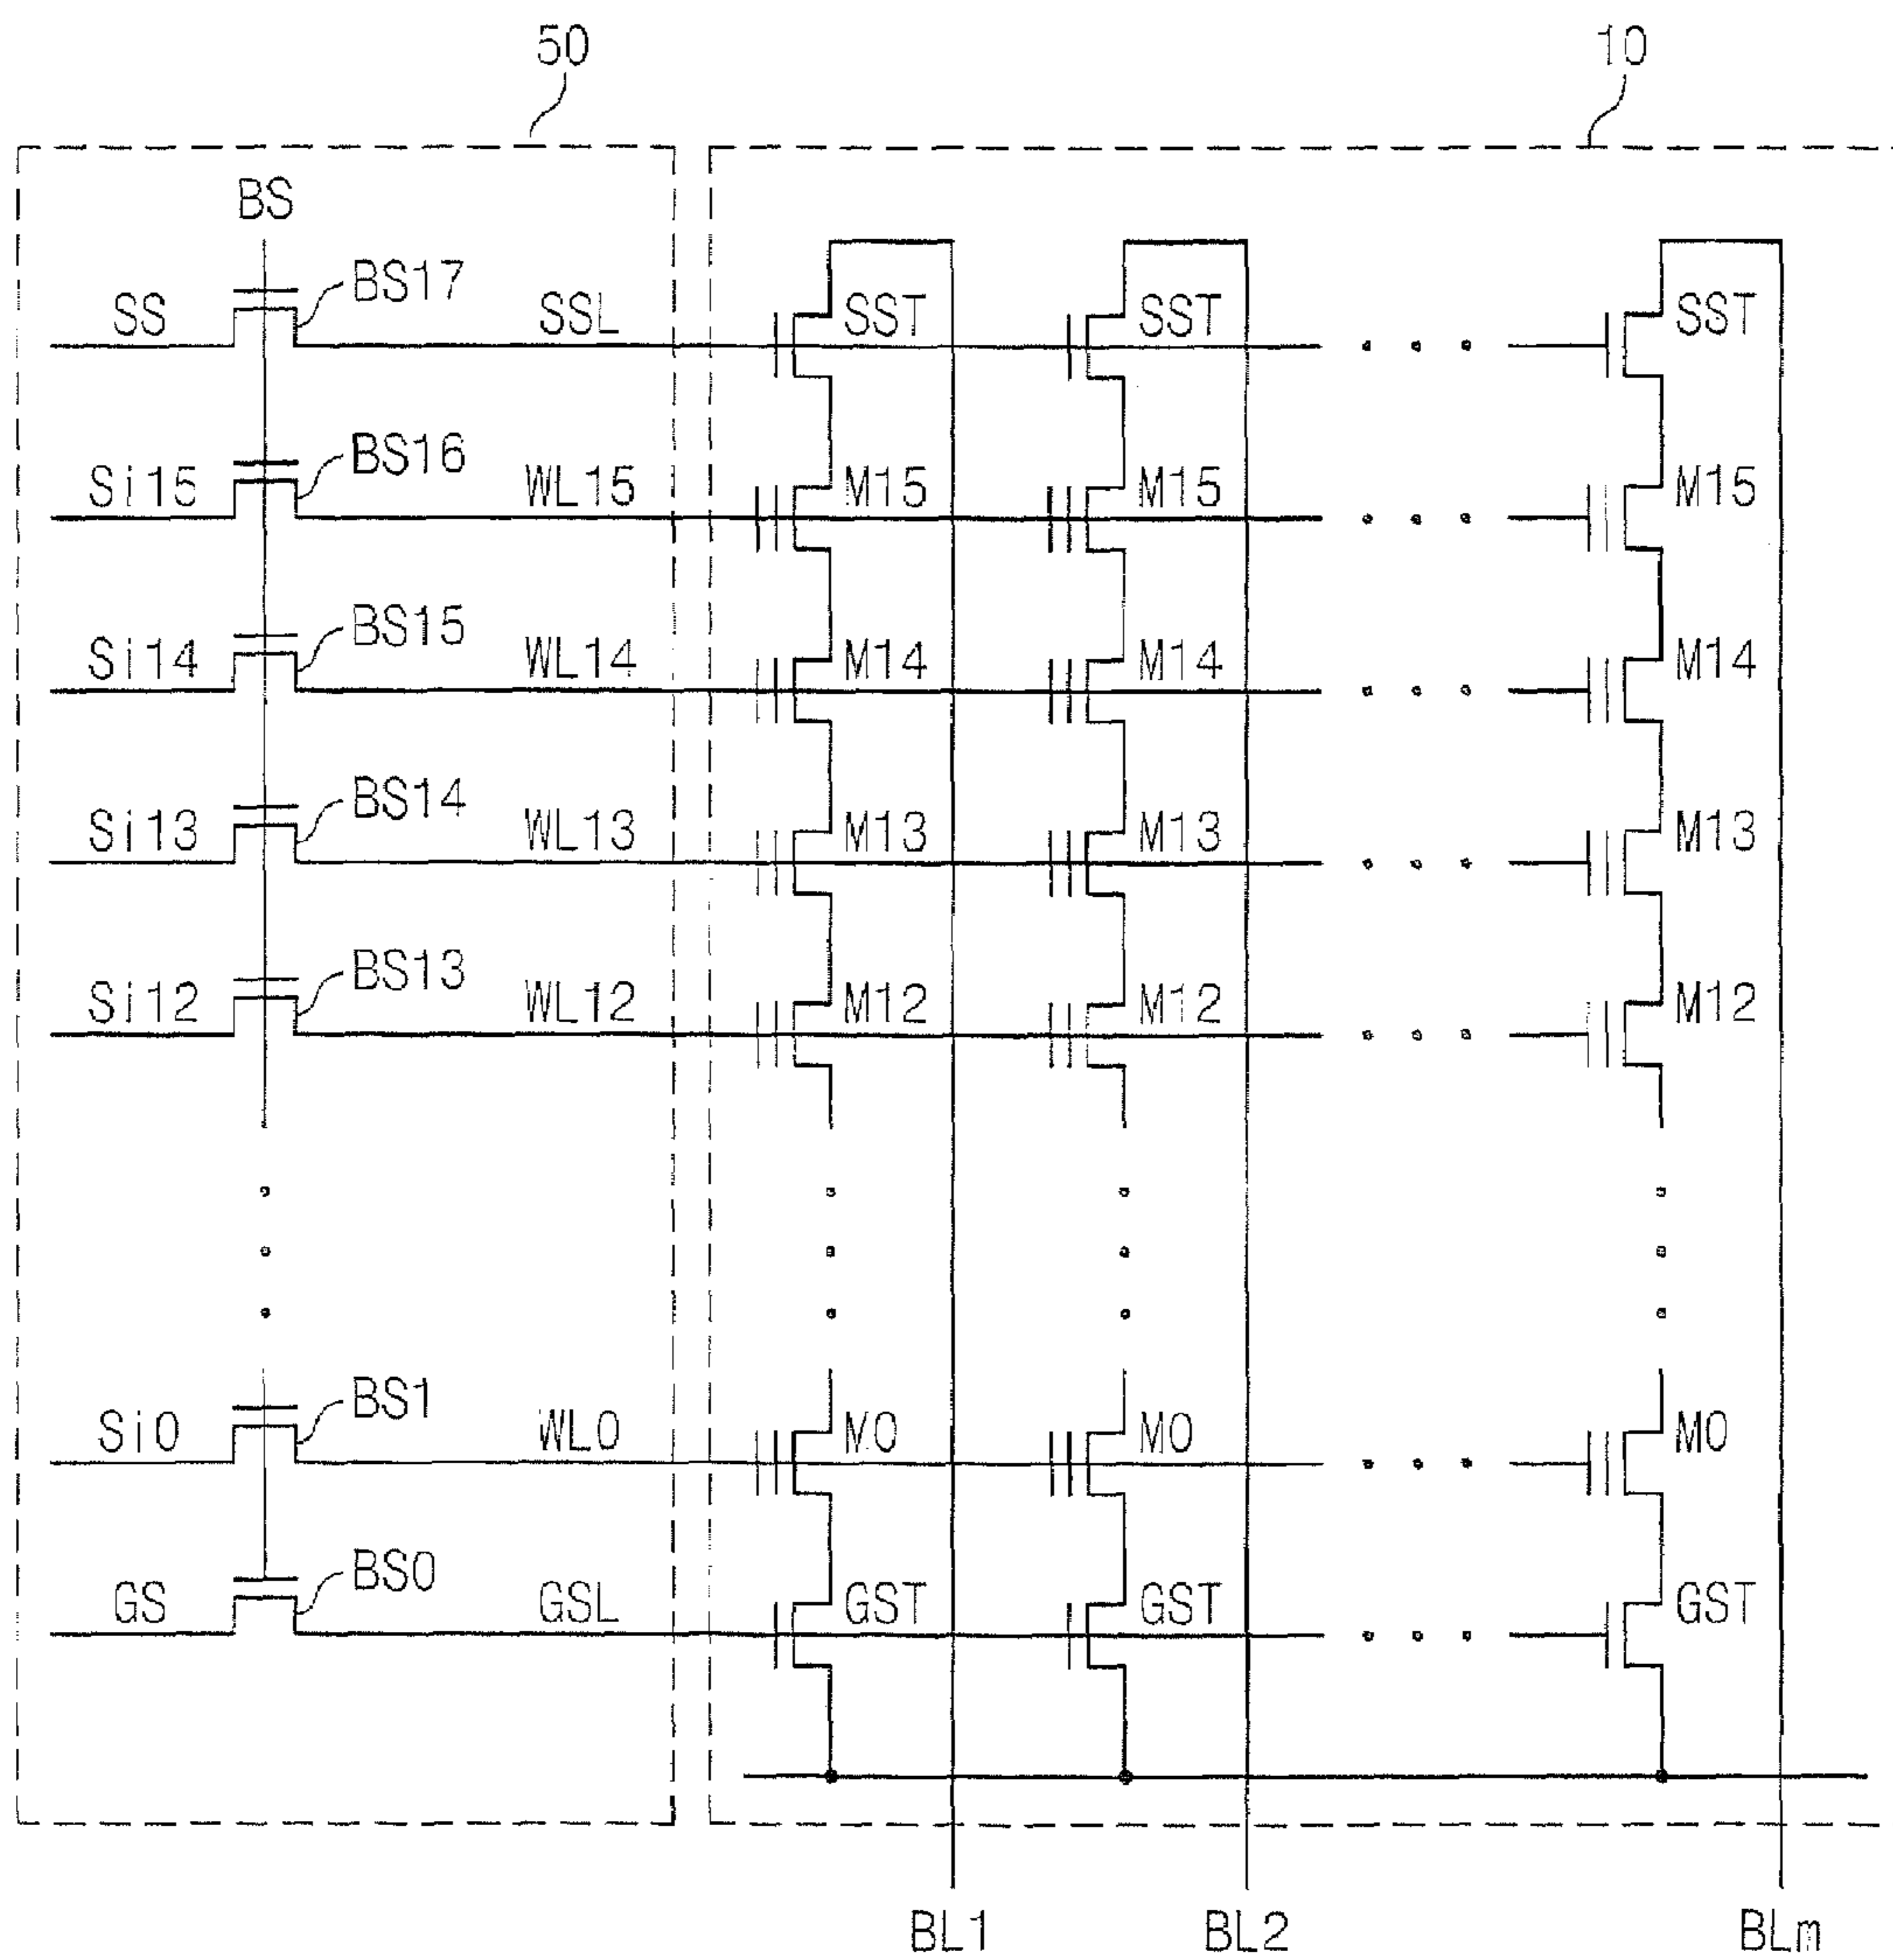 50 10
BS
SS BS17 SSL SST SST SST
Si15 BS16 WL15 M15 M15 M15
Si14 BS15 WL14 M14 M14 M14
Si13 BS14 WL13 M13 M13 M13
Si12 BS13 WL12 M12 M12 M12
Si0 BS1 WL0 M0 M0 M0
GS BS0 GSL GST GST GST
BL1 BL2 BLm